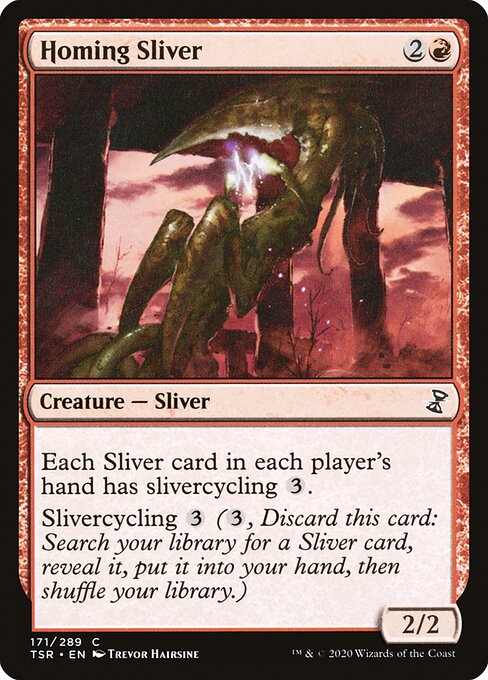 Homing Sliver 2
Creature — Sliver
Each Sliver card in each player's
hand has slivercycling 3.
Slivercycling 3 (3, Discard this card:
Search your library for a Sliver card,
reveal it, put it into your hand, then
shuffle your library.)
2/2
171/289 C
TSR • EN Trevor Hairsine
™ & © 2020 Wizards of the Coast